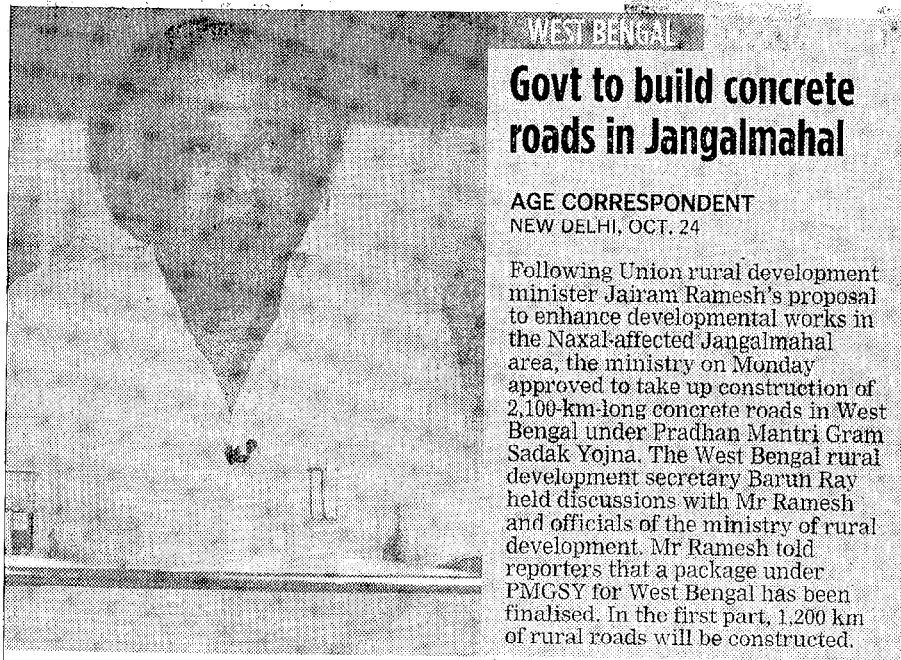 WEST BENGAL
Govt to build concrete
roads in Jangalmahal
AGE CORRESPONDENT
NEW DELHI, OCT. 24
Following Union rural development
minister Jairam Ramesh's proposal
to enhance developmental works in
the Naxal-affected Jangalmahal
area, the ministry on Monday
approved to take up construction of
2,100-km-long concrete roads in West
Bengal under Pradhan Mantri Gram
Sadak Yojna. The West Bengal rural
development secretary Barun Ray
held discussions with Mr Ramesh
and officials of the ministry of rural
development. Mr Ramesh told
reporters that a package under
PMGSY for West Bengal has been
finalised. In the first part, 1,200 km
of rural roads will be constructed.